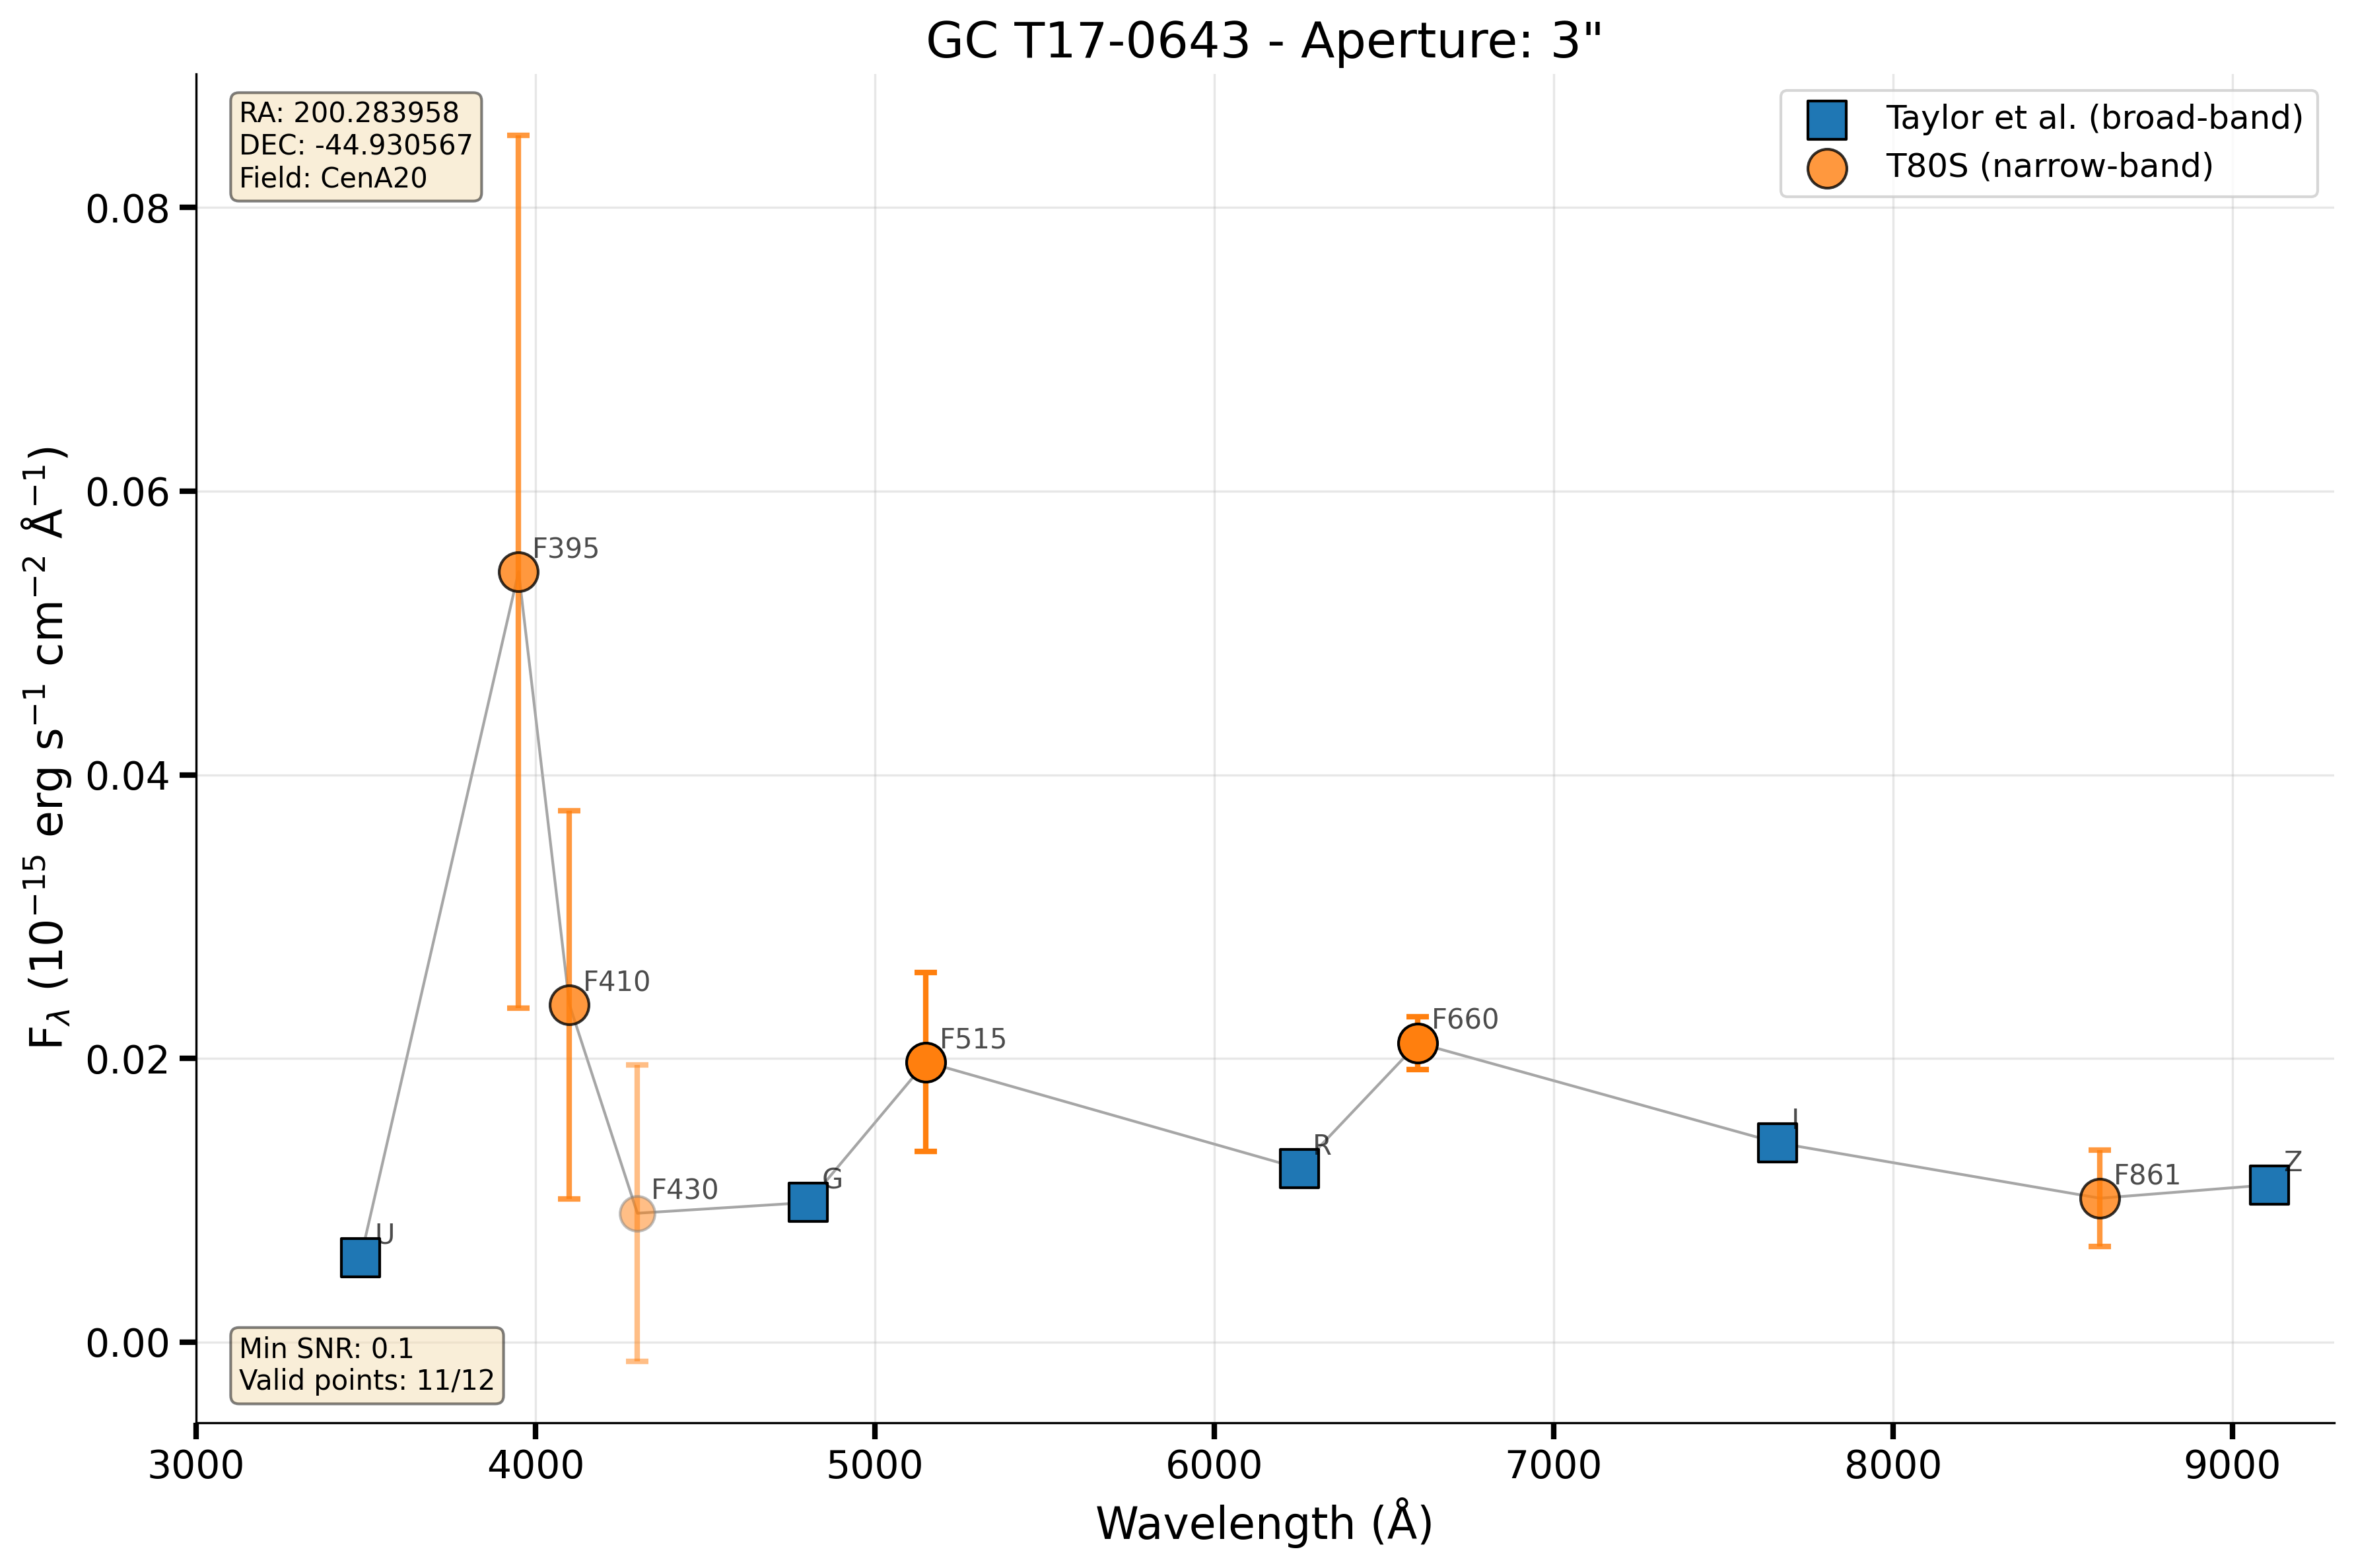 GC T17-0643 - Aperture: 3"
RA: 200.283958
DEC: -44.930567
Field: CenA20
Taylor et al. (broad-band)
T80S (narrow-band)
0.08
0.06
0.04
0.02
0.00
F395
F410
F430
F515
F660
F861
U
G
R
I
Z
Fλ (10⁻¹⁵ erg s⁻¹ cm⁻² Å⁻¹)
Min SNR: 0.1
Valid points: 11/12
3000 4000 5000 6000 7000 8000 9000
Wavelength (Å)